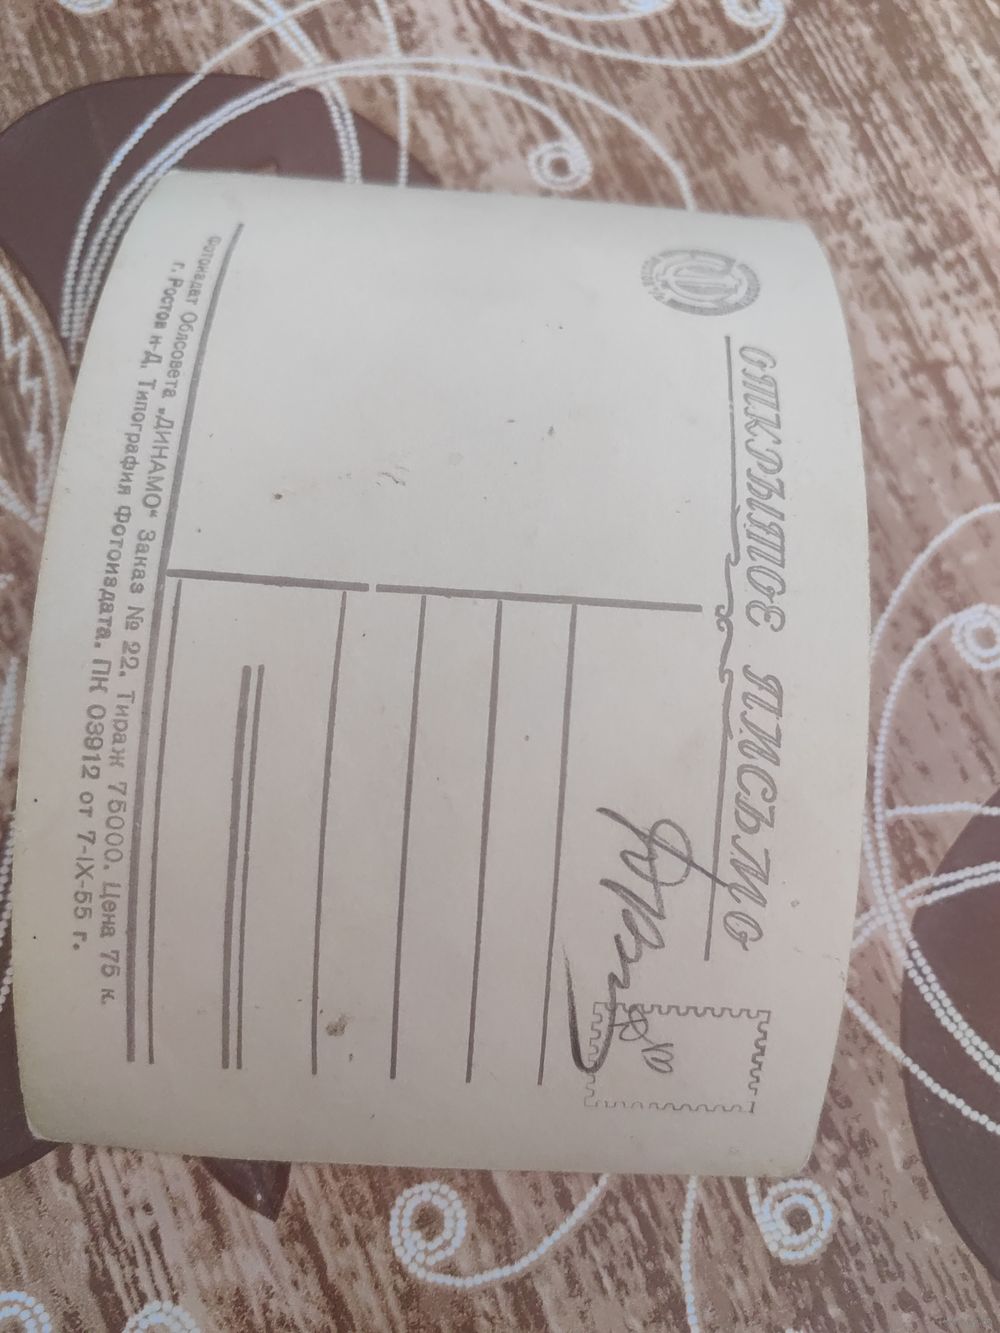 ОТКРЫТОЕ ПИСЬМО
Фотоиздат Облсовета „ДИНАМО“ Заказ № 22. Тираж 75000. Цена 75 к.
г. Ростов н-Д. Типография Фотоиздата. ПК 03912 от 7-IX-55 г.